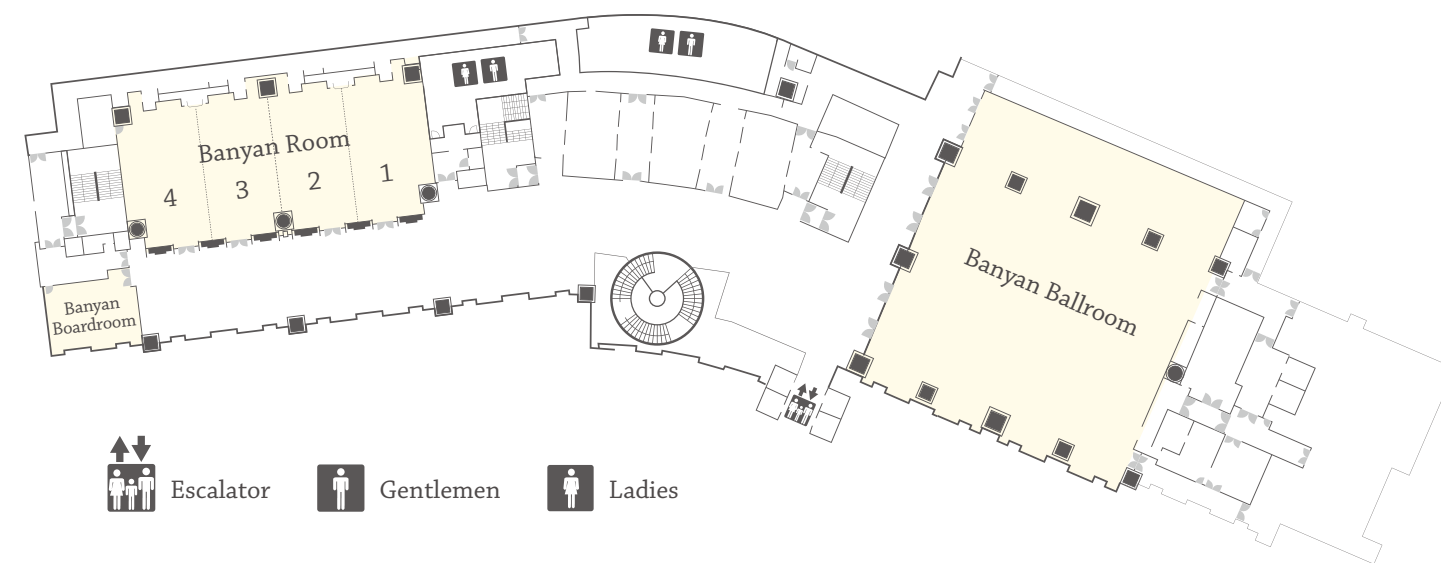 Banyan Room
4
3
2
1
Banyan
Boardroom
Banyan Ballroom
Escalator
Gentlemen
Ladies